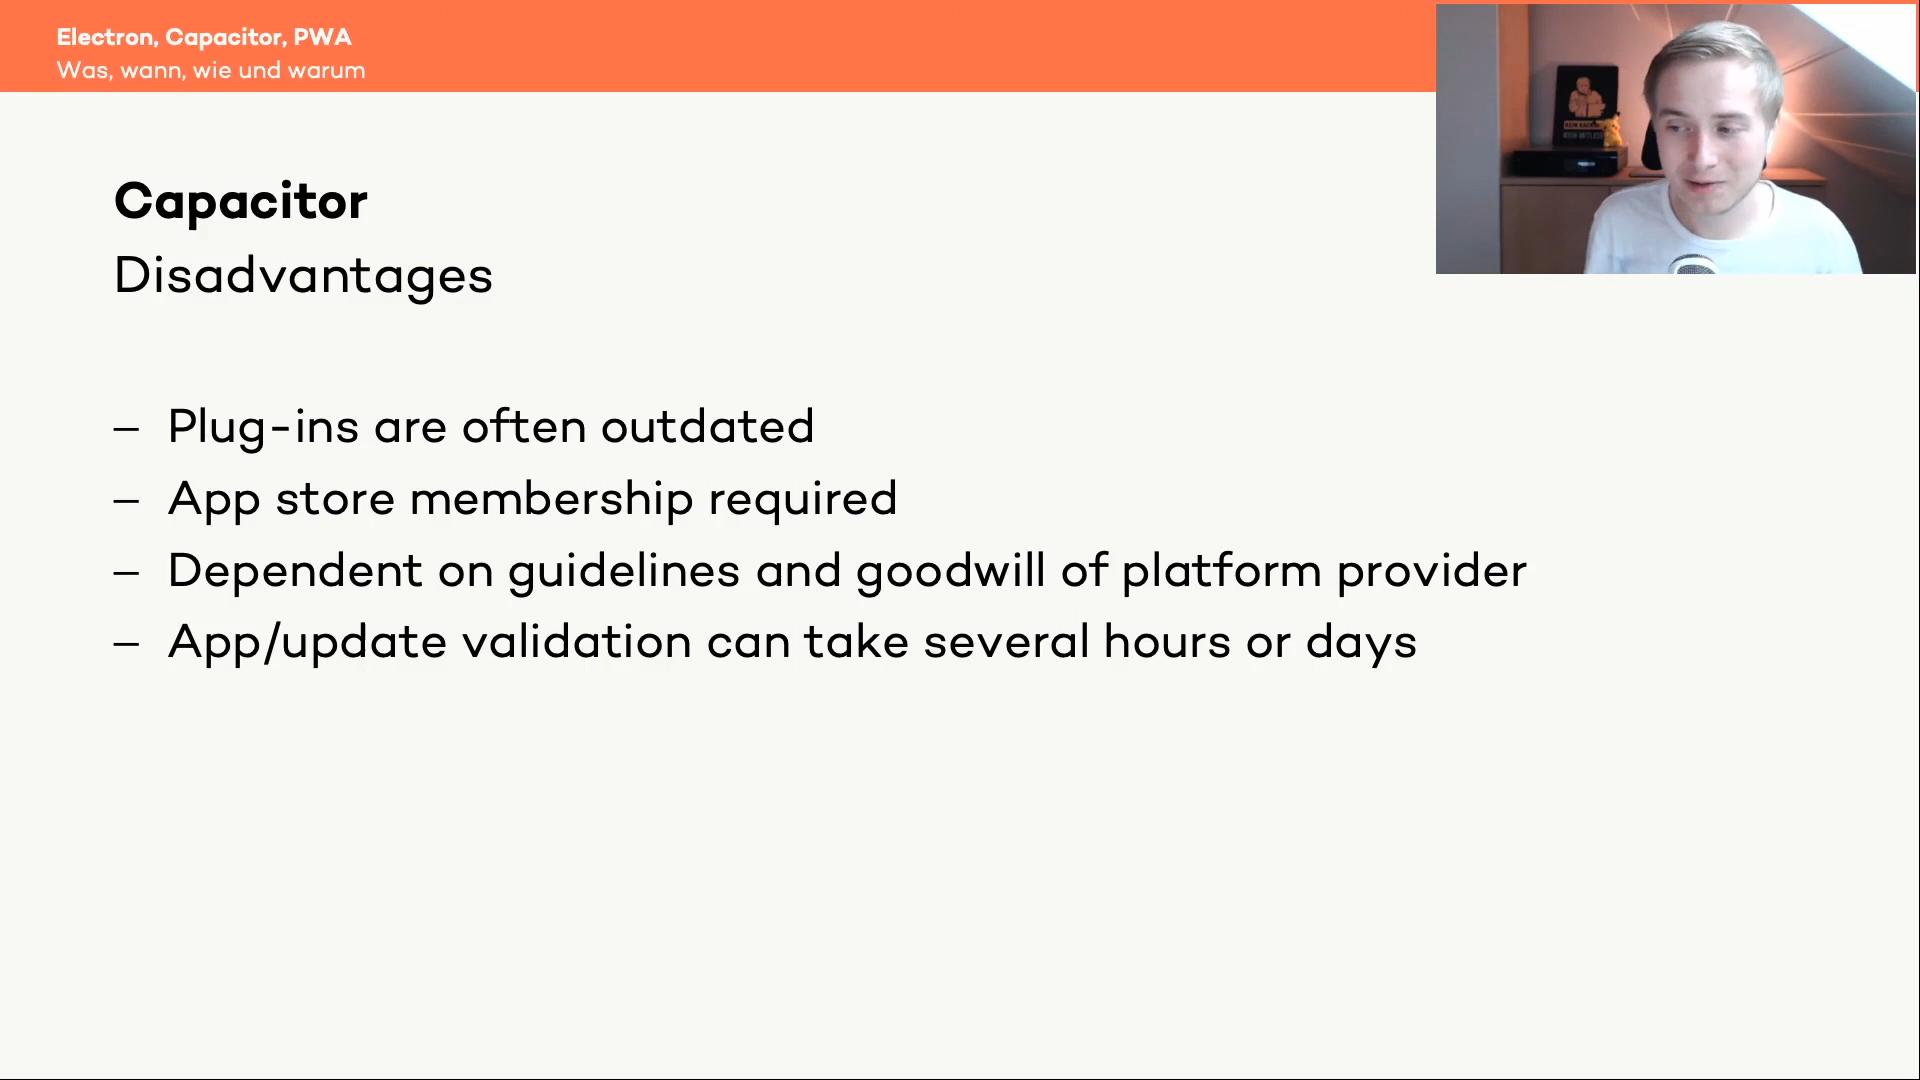 Electron, Capacitor, PWA
Was, wann, wie und warum
Capacitor
Disadvantages
– Plug-ins are often outdated
– App store membership required
– Dependent on guidelines and goodwill of platform provider
– App/update validation can take several hours or days